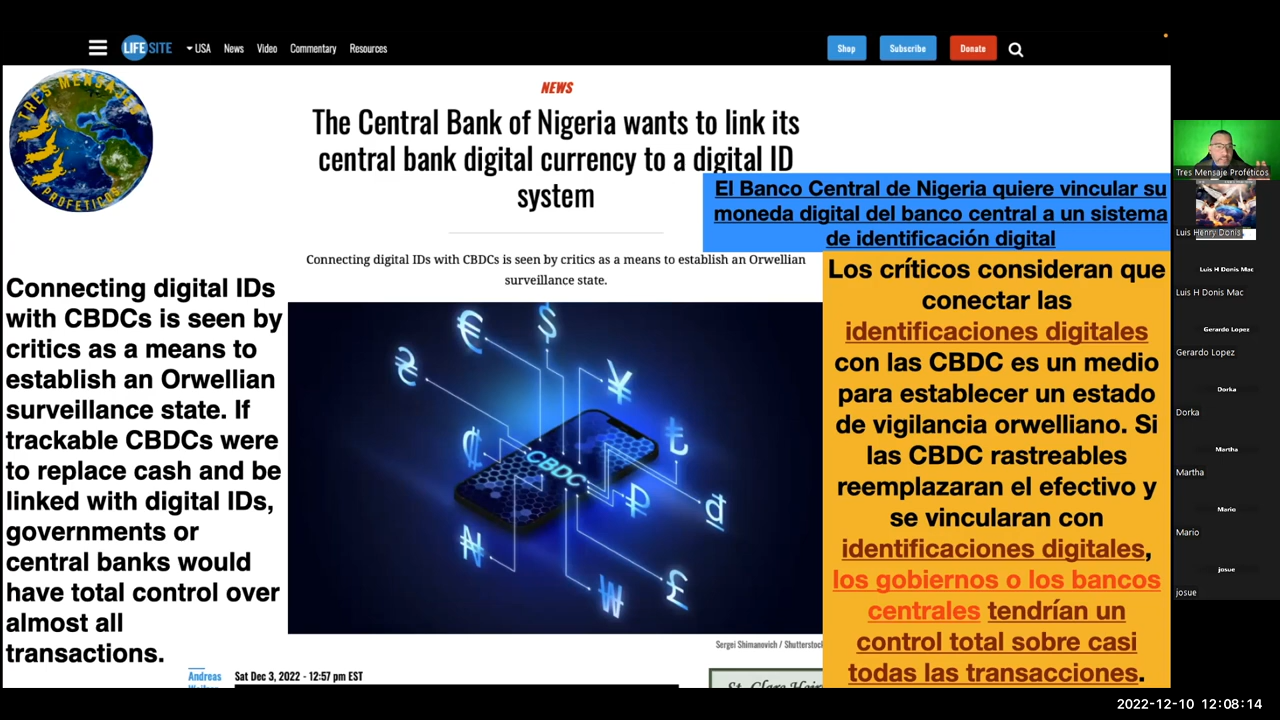 LIFE SITE
USA News Video Commentary Resources
Shop Subscribe Donate
TRES MENSAJES
PROFÉTICOS
NEWS
The Central Bank of Nigeria wants to link its
central bank digital currency to a digital ID
system
El Banco Central de Nigeria quiere vincular su
moneda digital del banco central a un sistema
de identificación digital
Connecting digital IDs with CBDCs is seen by critics as a means to establish an Orwellian
surveillance state.
Connecting digital IDs
with CBDCs is seen by
critics as a means to
establish an Orwellian
surveillance state. If
trackable CBDCs were
to replace cash and be
linked with digital IDs,
governments or
central banks would
have total control over
almost all
transactions.
CBDC
Los críticos consideran que
conectar las
identificaciones digitales
con las CBDC es un medio
para establecer un estado
de vigilancia orwelliano. Si
las CBDC rastreables
reemplazaran el efectivo y
se vincularan con
identificaciones digitales,
los gobiernos o los bancos
centrales tendrían un
control total sobre casi
todas las transacciones.
Sergei Shimanovich / Shutterstock
Andreas
Sat Dec 3, 2022 - 12:57 pm EST
St. Clare
Tres Mensaje Proféticos
Luis Henry Donis
Luis H Donis Mac
Luis H Donis Mac
Gerardo Lopez
Gerardo Lopez
Dorka
Dorka
Martha
Martha
Mario
Mario
josue
josue
2022-12-10 12:08:14